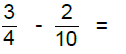 3/4 - 2/10 =